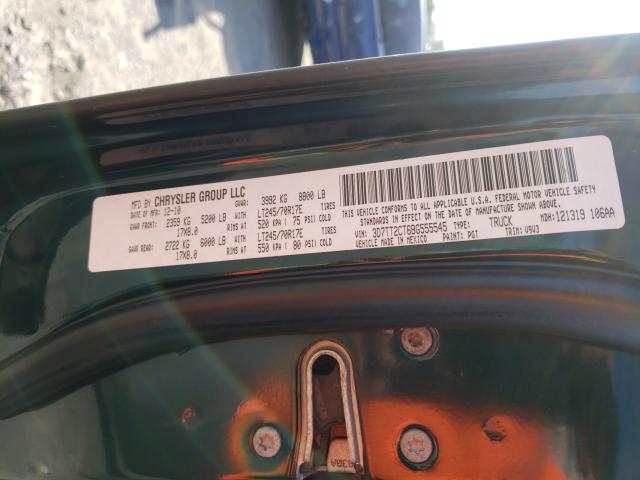 MFD BY CHRYSLER GROUP LLC
DATE OF MFR: 12-10 GVWR: 3992 KG 8800 LB
GAWR FRONT: 2359 KG 5200 LB WITH LT245/70R17E TIRES
17X8.0 RIMS AT 520 KPA ( 75 PSI) COLD
GAWR REAR: 2722 KG 6000 LB WITH LT245/70R17E TIRES
17X8.0 RIMS AT 550 KPA ( 80 PSI) COLD
THIS VEHICLE CONFORMS TO ALL APPLICABLE U.S.A. FEDERAL MOTOR VEHICLE SAFETY
STANDARDS IN EFFECT ON THE DATE OF MANUFACTURE SHOWN ABOVE.
VIN: 3D7TT2CT6BG555545 TYPE: TRUCK MDH: 121319 106AA
VEHICLE MADE IN MEXICO PAINT: PGT TRIM: V9V3